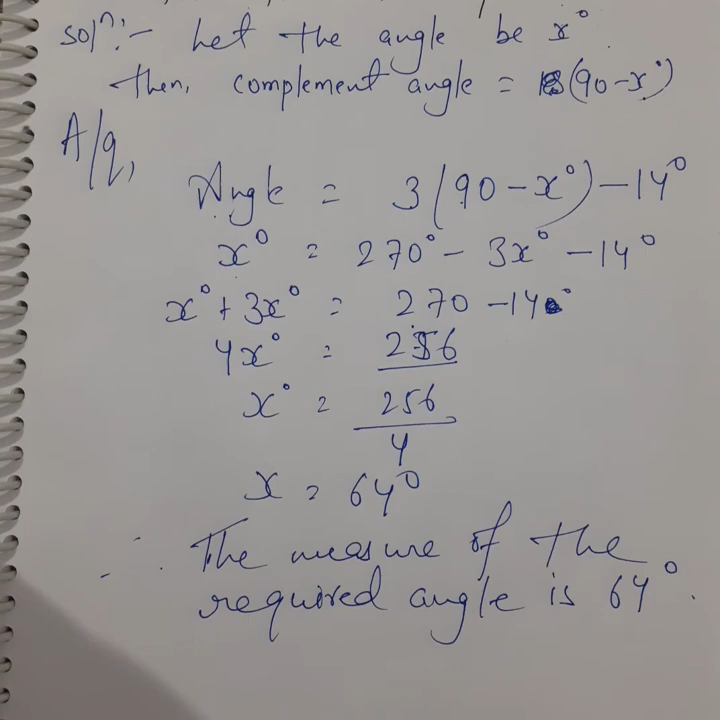 Solⁿ:- Let the angle be x°
then, complement angle = (90-x°)
A/q,
Angle = 3(90-x°)-14°
x° = 270° - 3x° - 14°
x° + 3x° = 270 - 14°
4x° = 256
x° = 256
4
x = 64°
∴ The measure of the
required angle is 64°.